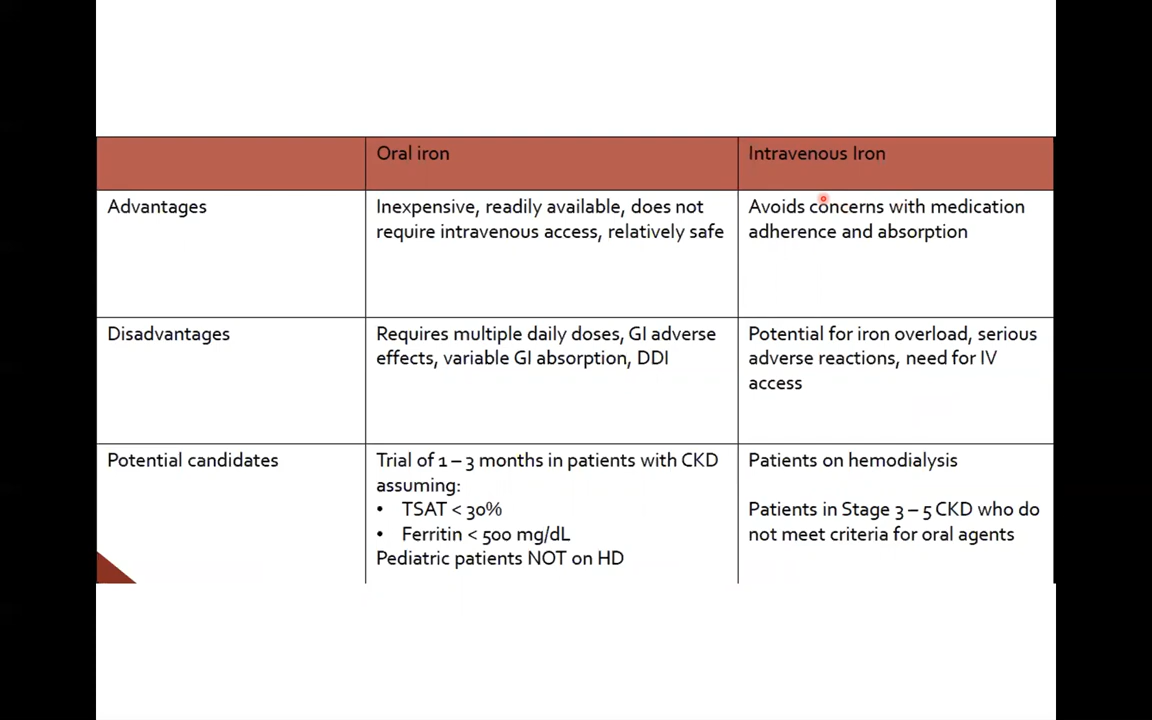 Oral iron
Intravenous Iron
Advantages
Inexpensive, readily available, does not
require intravenous access, relatively safe
Avoids concerns with medication
adherence and absorption
Disadvantages
Requires multiple daily doses, GI adverse
effects, variable GI absorption, DDI
Potential for iron overload, serious
adverse reactions, need for IV
access
Potential candidates
Trial of 1 – 3 months in patients with CKD
assuming:
• TSAT < 30%
• Ferritin < 500 mg/dL
Pediatric patients NOT on HD
Patients on hemodialysis
Patients in Stage 3 – 5 CKD who do
not meet criteria for oral agents